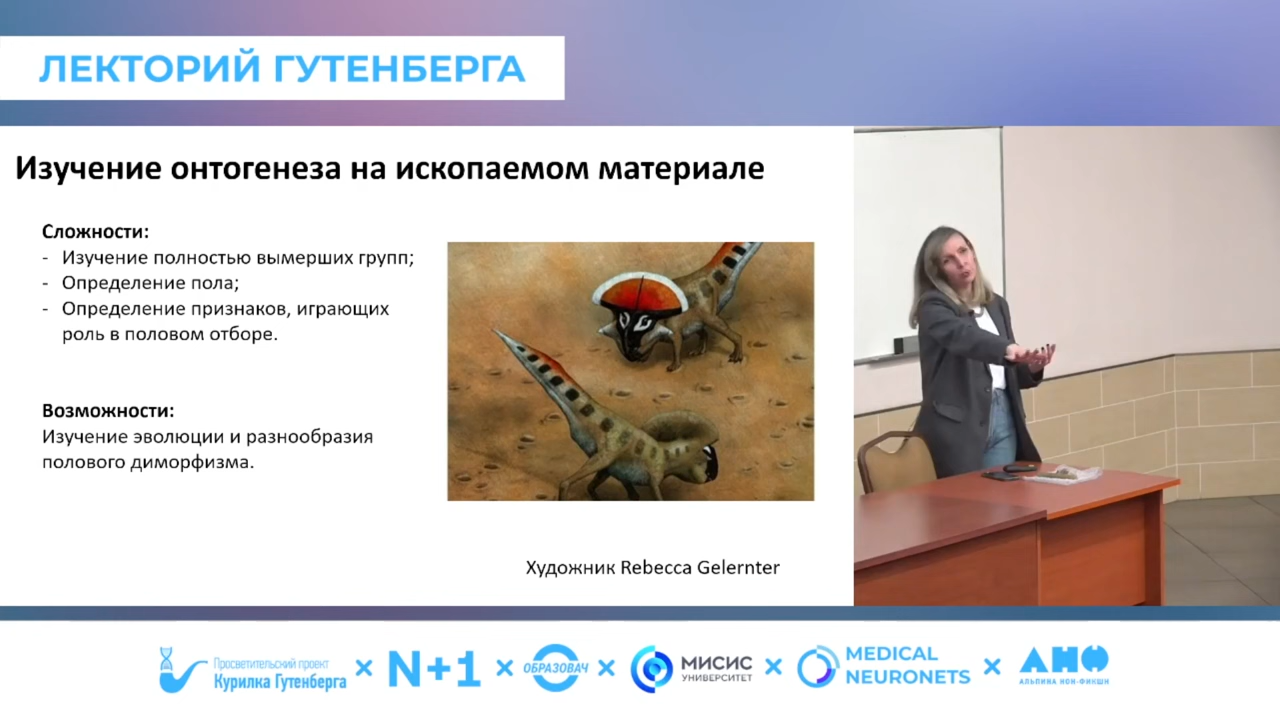 ЛЕКТОРИЙ ГУТЕНБЕРГА
Изучение онтогенеза на ископаемом материале
Сложности:
- Изучение полностью вымерших групп;
- Определение пола;
- Определение признаков, играющих
роль в половом отборе.
Возможности:
Изучение эволюции и разнообразия
полового диморфизма.
Художник Rebecca Gelernter
Просветительский проект
Курилка Гутенберга
×
N+1
×
ОБРАЗОВАЧ
×
МИСИС
УНИВЕРСИТЕТ
×
MEDICAL
NEURONETS
×
АНФ
АЛЬПИНА НОН-ФИКШН